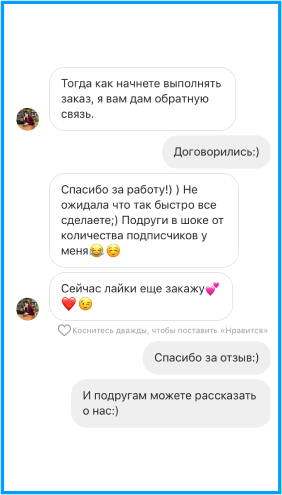 Тогда как начнете выполнять
заказ, я вам дам обратную
связь.
Договорились:)
Спасибо за работу!) ) Не
ожидала что так быстро все
сделаете;) Подруги в шоке от
количества подписчиков у
меня😂☺️
Сейчас лайки еще закажу💕
❤️😉
Коснитесь дважды, чтобы поставить «Нравится»
Спасибо за отзыв:)
И подругам можете рассказать
о нас:)